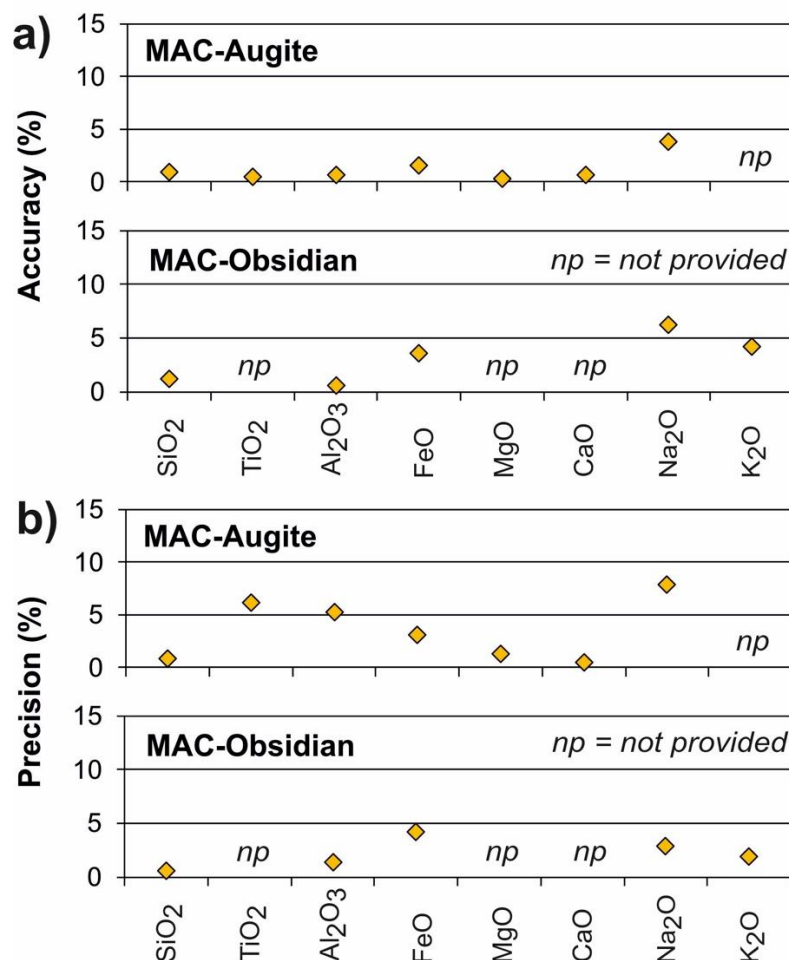 a)
Accuracy (%)
15
MAC-Augite
10
5
np
0
15
MAC-Obsidian np = not provided
10
5
np np np
0
SiO₂ TiO₂ Al₂O₃ FeO MgO CaO Na₂O K₂O
b)
Precision (%)
15
MAC-Augite
10
5
np
0
15
MAC-Obsidian np = not provided
10
5
np np np
0
SiO₂ TiO₂ Al₂O₃ FeO MgO CaO Na₂O K₂O